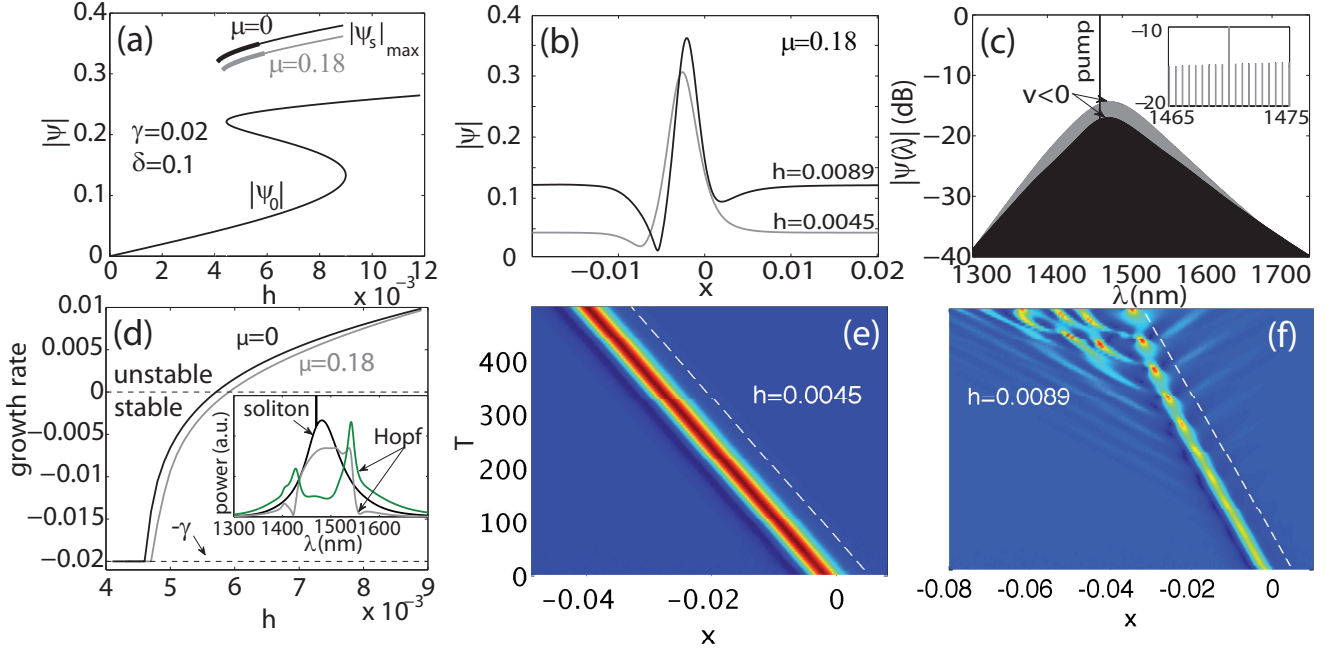 (a)
μ=0
|ψs|max
μ=0.18
γ=0.02
δ=0.1
|ψ0|
|ψ|
0.4
0.3
0.2
0.1
0
0 2 4 6 8 10 12
h
x 10⁻³
(b)
μ=0.18
h=0.0089
h=0.0045
|ψ|
0.4
0.3
0.2
0.1
0
−0.01 0 0.01 0.02
x
(c)
pump
v<0
|ψ(λ)| (dB)
0
−10
−20
−30
−40
1300 1400 1500 1600 1700
λ(nm)
−10
−20
1465 1475
(d)
μ=0
μ=0.18
unstable
stable
growth rate
0.01
0.005
0
−0.005
−0.01
−0.015
−0.02
-γ
4 5 6 7 8 9
h
x 10⁻³
soliton
Hopf
power (a.u.)
1300 1400 1500 1600
λ(nm)
(e)
h=0.0045
T
400
300
200
100
0
−0.04 −0.02 0
x
(f)
h=0.0089
-0.08 -0.06 -0.04 -0.02 0
x